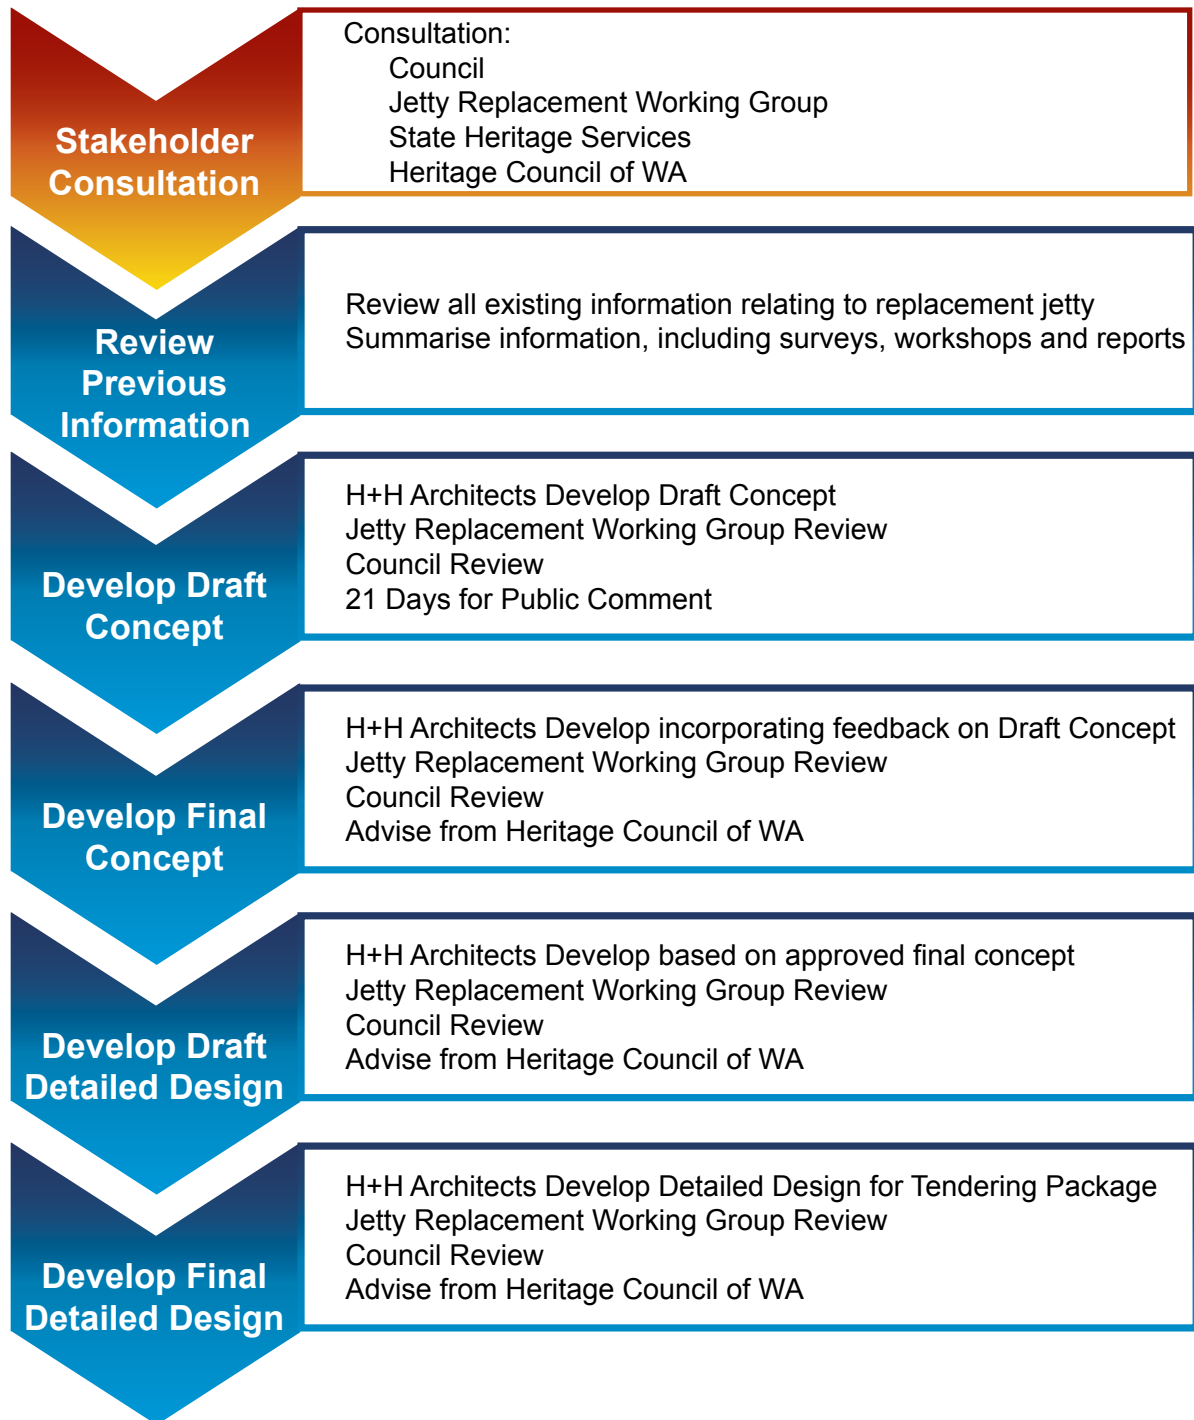 Stakeholder
Consultation
Consultation:
Council
Jetty Replacement Working Group
State Heritage Services
Heritage Council of WA
Review
Previous
Information
Review all existing information relating to replacement jetty
Summarise information, including surveys, workshops and reports
Develop Draft
Concept
H+H Architects Develop Draft Concept
Jetty Replacement Working Group Review
Council Review
21 Days for Public Comment
Develop Final
Concept
H+H Architects Develop incorporating feedback on Draft Concept
Jetty Replacement Working Group Review
Council Review
Advise from Heritage Council of WA
Develop Draft
Detailed Design
H+H Architects Develop based on approved final concept
Jetty Replacement Working Group Review
Council Review
Advise from Heritage Council of WA
Develop Final
Detailed Design
H+H Architects Develop Detailed Design for Tendering Package
Jetty Replacement Working Group Review
Council Review
Advise from Heritage Council of WA